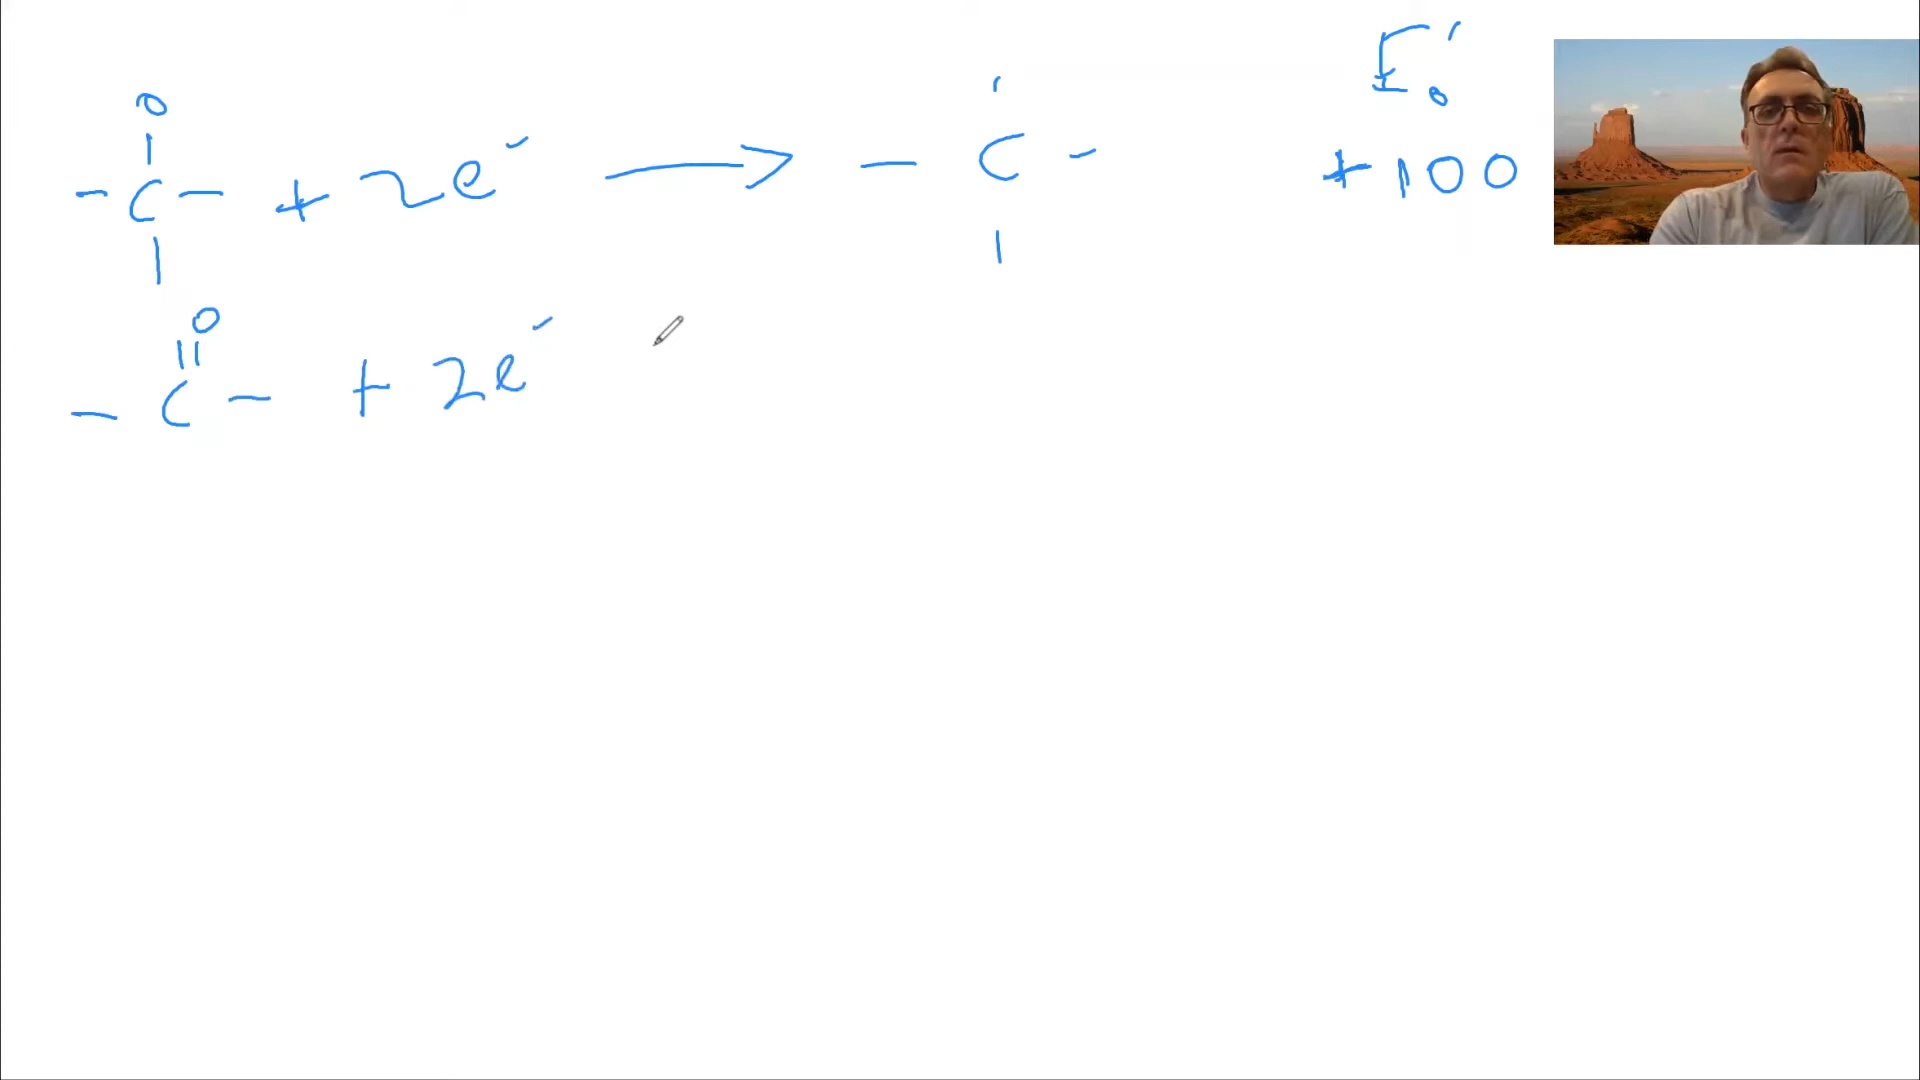 E₀'
O
- C - + 2e⁻ → - C - +100
O
- C - + 2e⁻